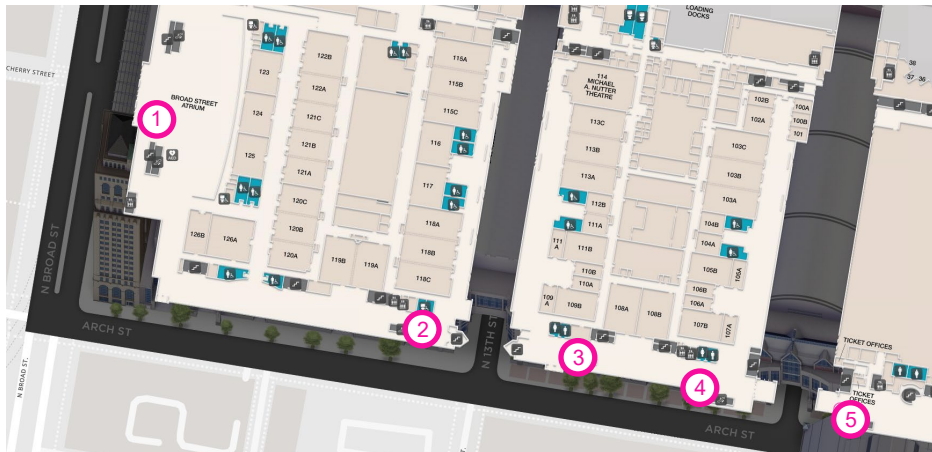 LOADING
DOCKS
CHERRY STREET
BROAD STREET
ATRIUM
1
AED
123
124
125
122B
122A
121C
121B
121A
120C
120B
120A
126B
126A
119B
119A
115A
115B
115C
116
117
118A
118B
118C
2
N BROAD ST
ARCH ST
N BROAD ST.
N 13TH ST
114
MICHAEL
A. NUTTER
THEATRE
113C
113B
113A
112B
111A
111
A
111B
110B
110A
109
A
109B
108A
108B
3
102B
102A
100A
100B
101
103C
103B
103A
104B
104A
105B
105A
106B
106A
107B
107A
4
ARCH ST
38
37
36
TICKET OFFICES
TICKET
OFFICES
5